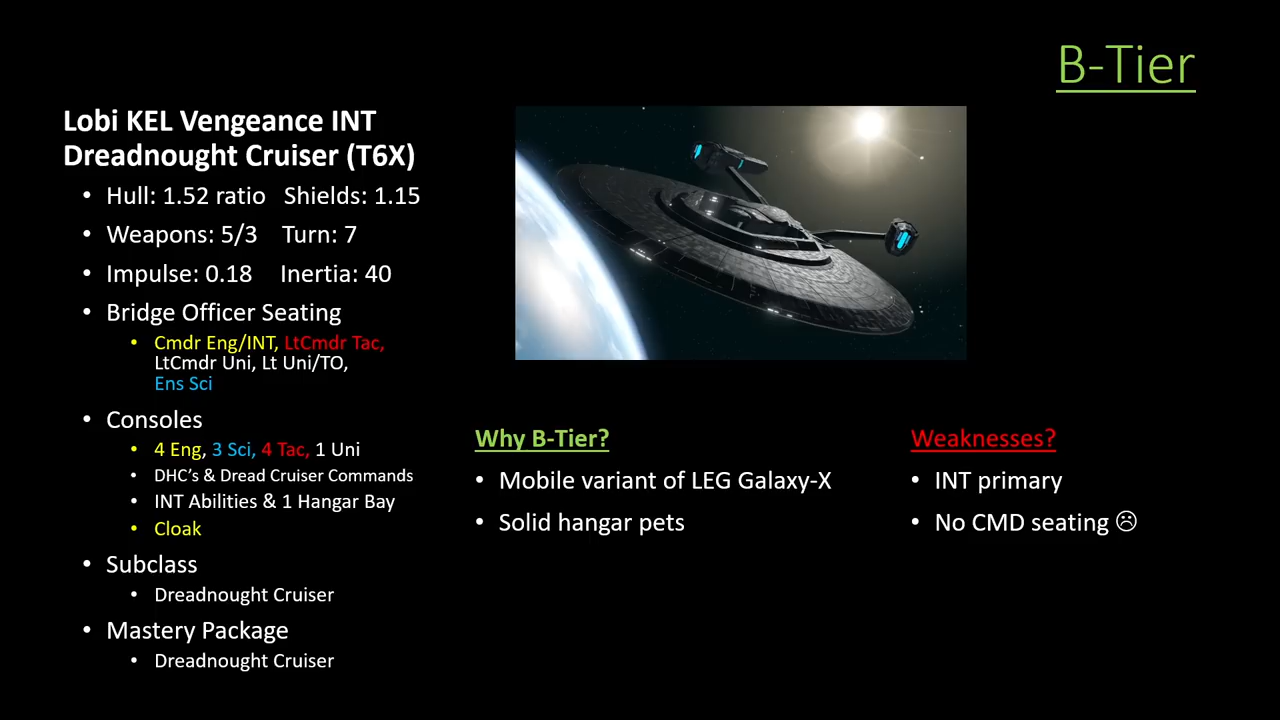 B-Tier
Lobi KEL Vengeance INT
Dreadnought Cruiser (T6X)
• Hull: 1.52 ratio Shields: 1.15
• Weapons: 5/3 Turn: 7
• Impulse: 0.18 Inertia: 40
• Bridge Officer Seating
• Cmdr Eng/INT, LtCmdr Tac,
LtCmdr Uni, Lt Uni/TO,
Ens Sci
• Consoles
• 4 Eng, 3 Sci, 4 Tac, 1 Uni
• DHC's & Dread Cruiser Commands
• INT Abilities & 1 Hangar Bay
• Cloak
• Subclass
• Dreadnought Cruiser
• Mastery Package
• Dreadnought Cruiser
Why B-Tier?
• Mobile variant of LEG Galaxy-X
• Solid hangar pets
Weaknesses?
• INT primary
• No CMD seating ☹